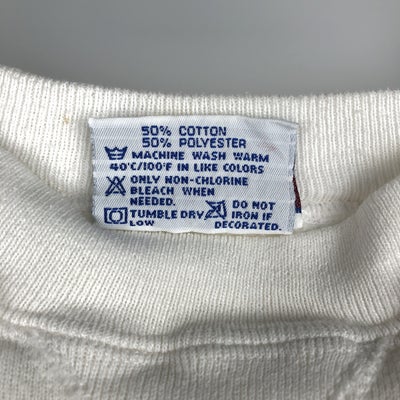 50% COTTON
50% POLYESTER
MACHINE WASH WARM
40°C/100°F IN LIKE COLORS
ONLY NON-CHLORINE
BLEACH WHEN
NEEDED.
TUMBLE DRY
LOW
DO NOT
IRON IF
DECORATED.